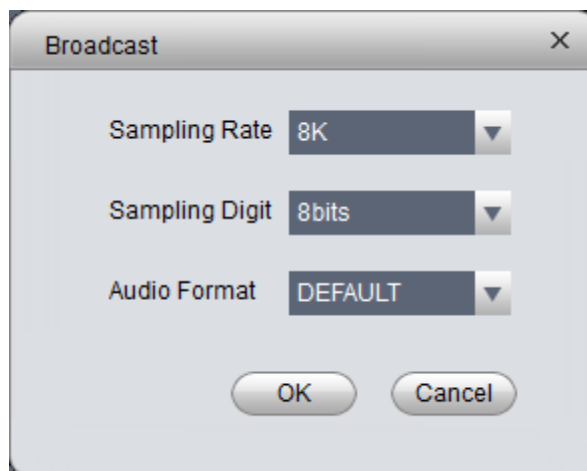 Broadcast
Sampling Rate 8K
Sampling Digit 8bits
Audio Format DEFAULT
OK Cancel